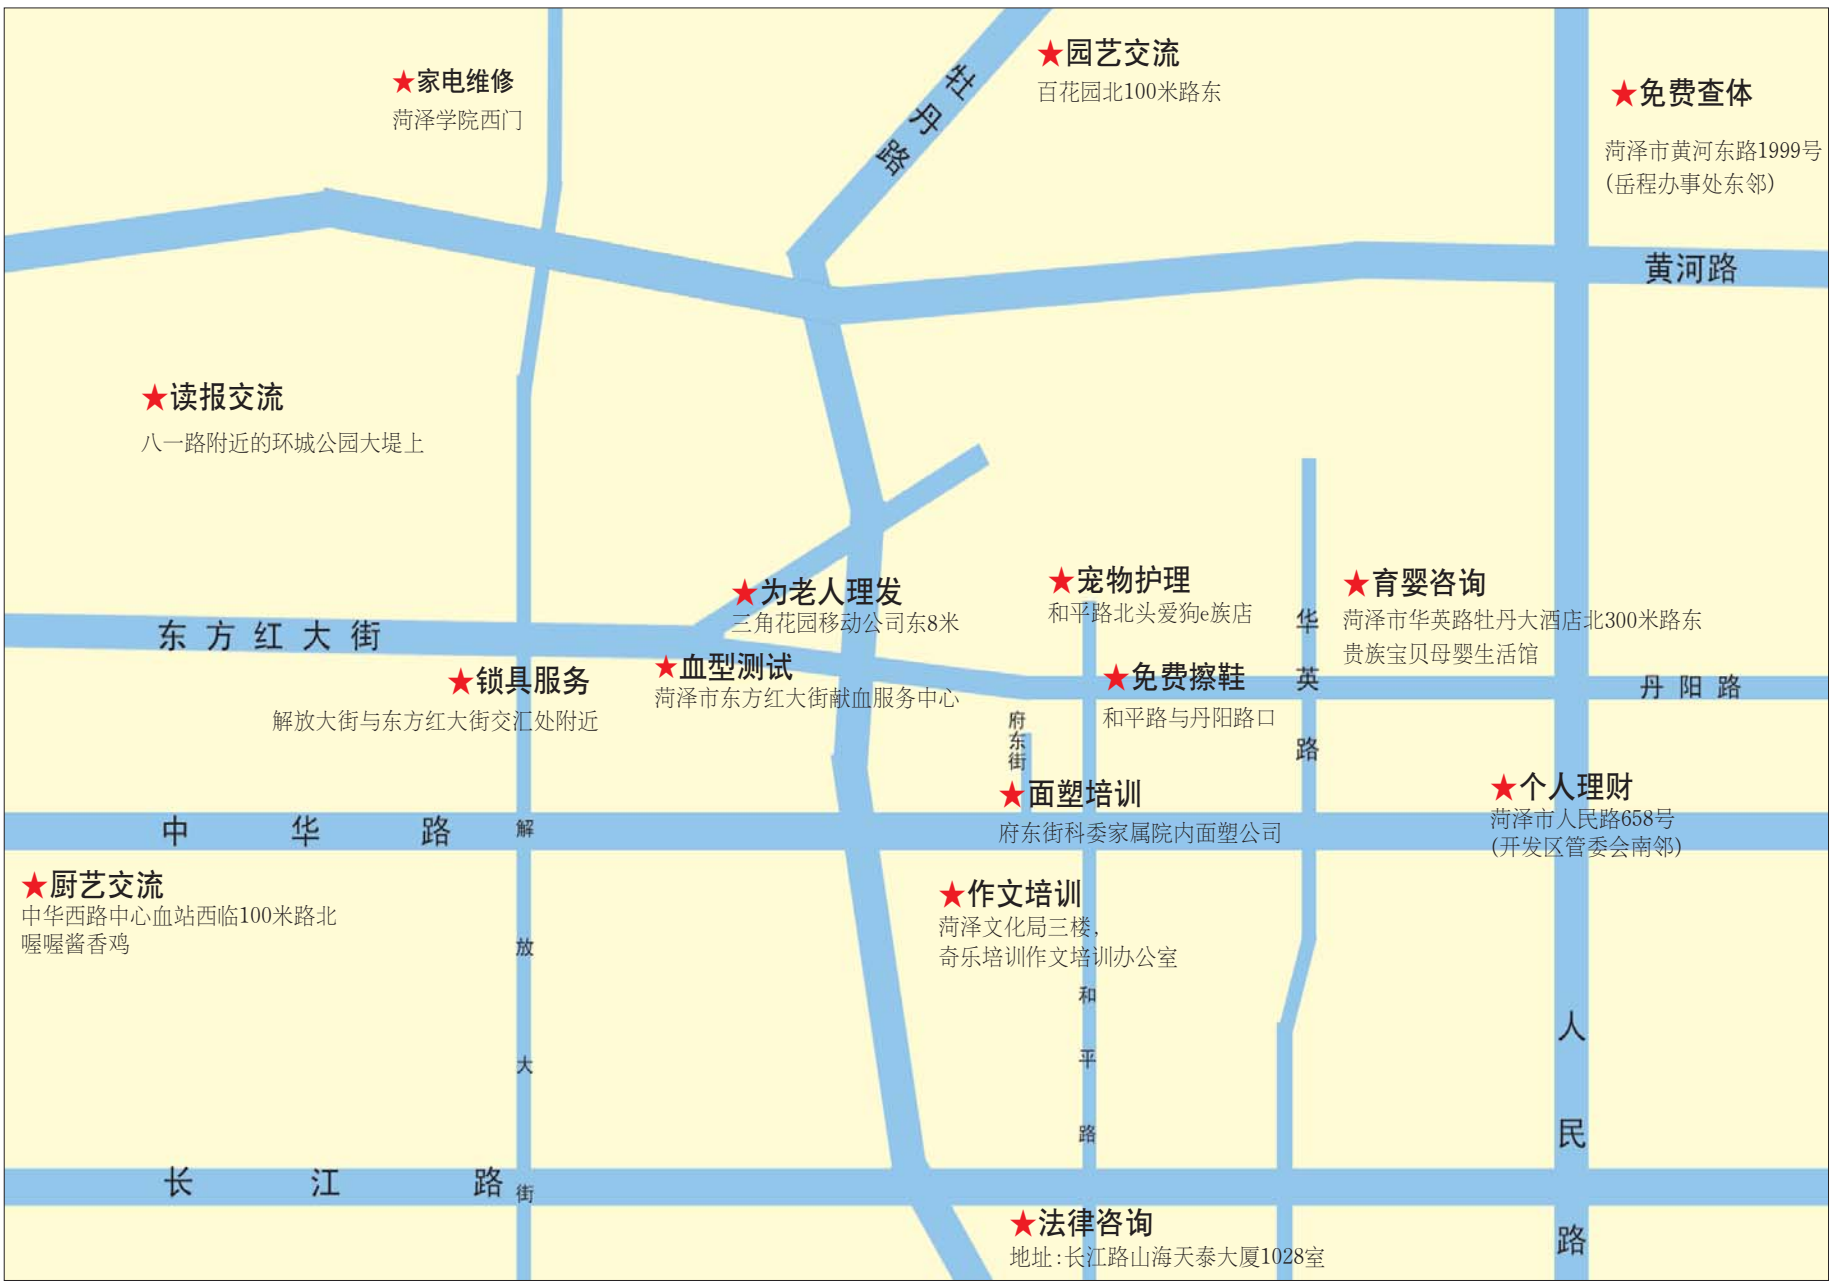 ★家电维修
菏泽学院西门
牡丹路
★园艺交流
百花园北100米路东
★免费查体
菏泽市黄河东路1999号
(岳程办事处东邻)
黄河路
★读报交流
八一路附近的环城公园大堤上
东方红大街
★为老人理发
三角花园移动公司东8米
★宠物护理
和平路北头爱狗e族店
华英路
★育婴咨询
菏泽市华英路牡丹大酒店北300米路东
贵族宝贝母婴生活馆
★锁具服务
解放大街与东方红大街交汇处附近
★血型测试
菏泽市东方红大街献血服务中心
★免费擦鞋
和平路与丹阳路口
丹阳路
府东街
★面塑培训
府东街科委家属院内面塑公司
★个人理财
菏泽市人民路658号
(开发区管委会南邻)
中华路
解放大街
★厨艺交流
中华西路中心血站西临100米路北
喔喔酱香鸡
★作文培训
菏泽文化局三楼,
奇乐培训作文培训办公室
和平路
人民路
长江路
★法律咨询
地址:长江路山海天泰大厦1028室